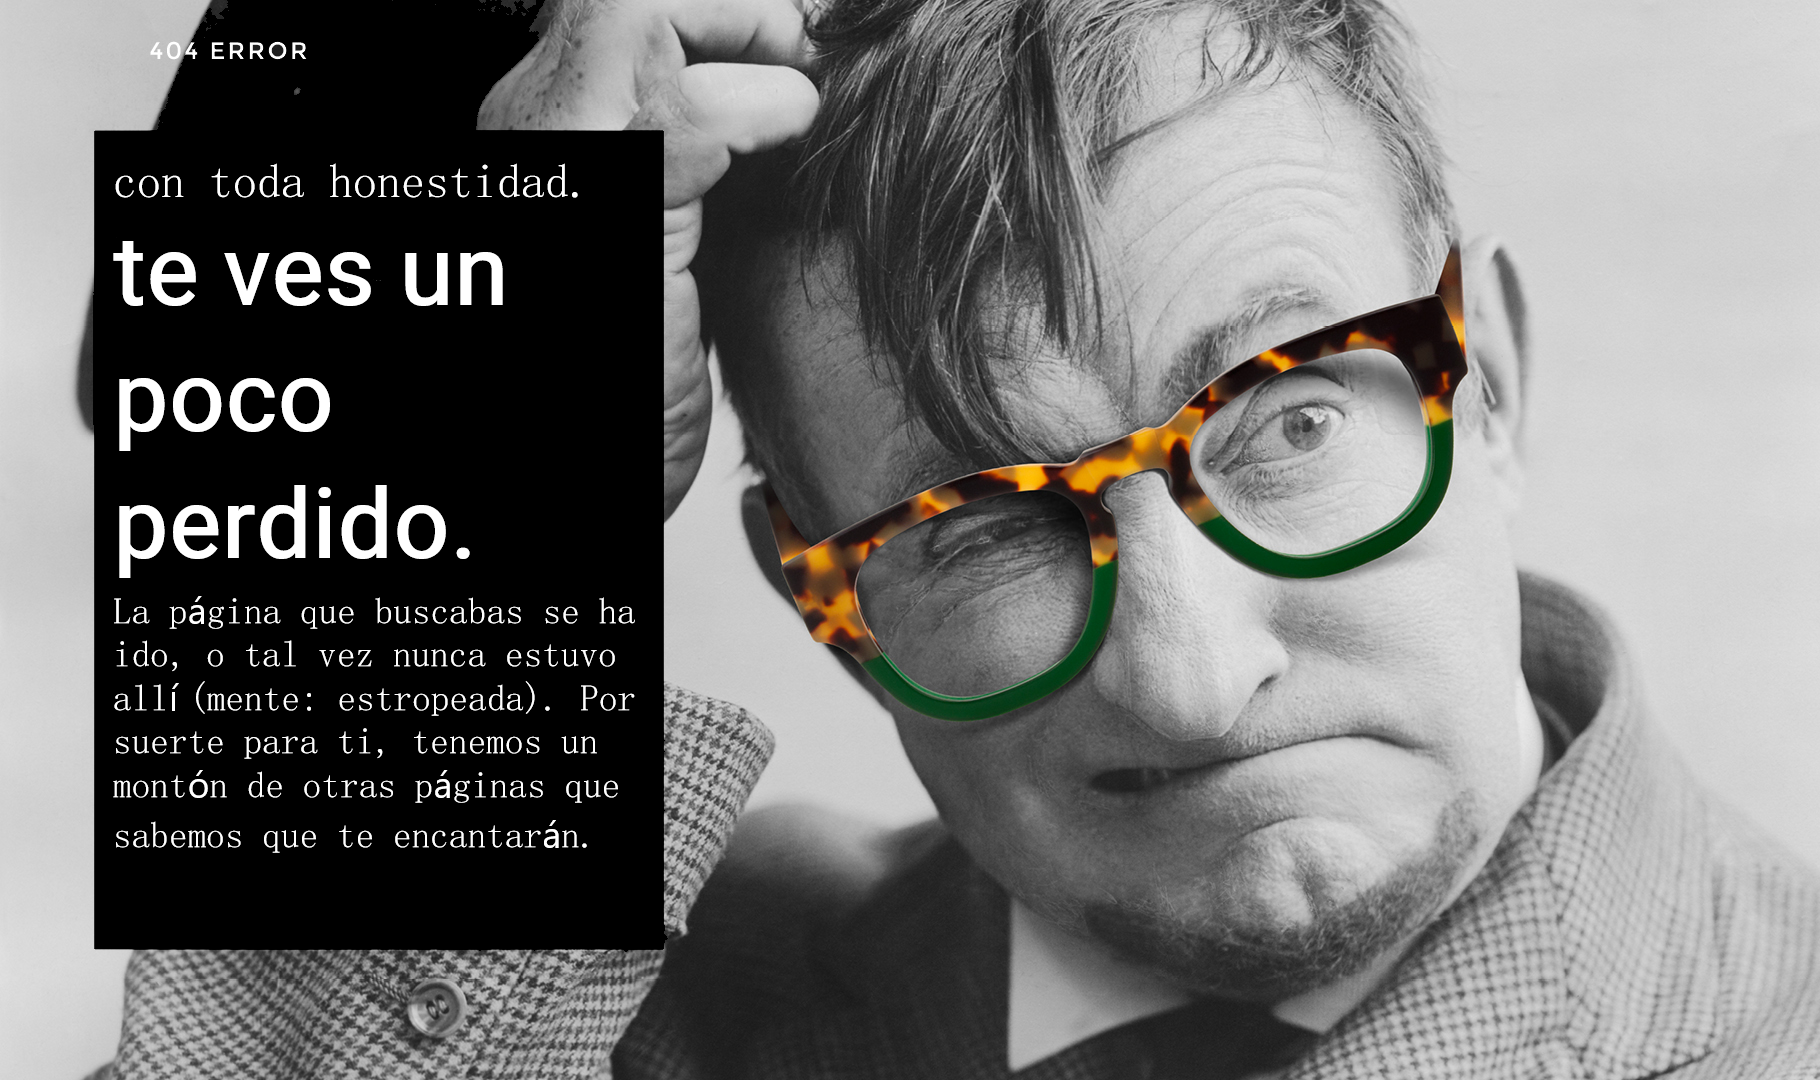 404 ERROR
con toda honestidad.
te ves un
poco
perdido.
La página que buscabas se ha
ido, o tal vez nunca estuvo
allí (mente: estropeada). Por
suerte para ti, tenemos un
montón de otras páginas que
sabemos que te encantarán.